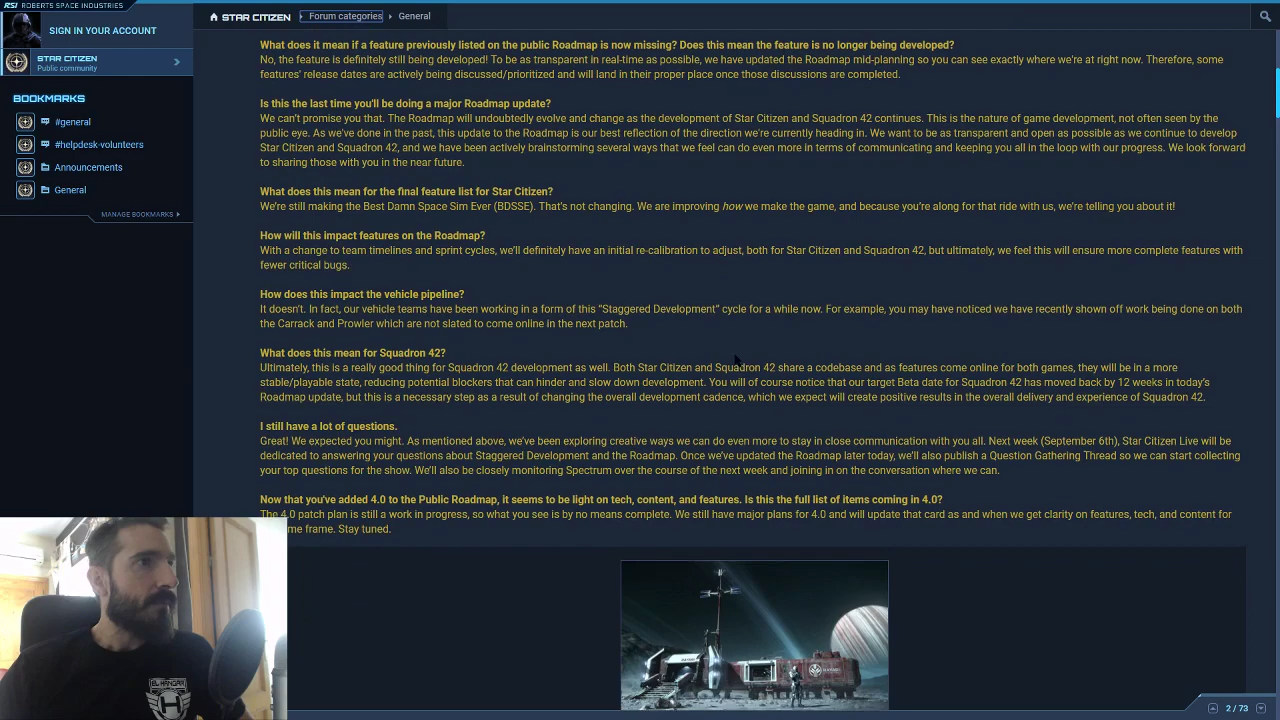 RSI ROBERTS SPACE INDUSTRIES
SIGN IN YOUR ACCOUNT
STAR CITIZEN
Public community
BOOKMARKS
#general
#helpdesk-volunteers
Announcements
General
MANAGE BOOKMARKS
STAR CITIZEN Forum categories General
What does it mean if a feature previously listed on the public Roadmap is now missing? Does this mean the feature is no longer being developed?
No, the feature is definitely still being developed! To be as transparent in real-time as possible, we have updated the Roadmap mid-planning so you can see exactly where we're at right now. Therefore, some
features' release dates are actively being discussed/prioritized and will land in their proper place once those discussions are completed.
Is this the last time you'll be doing a major Roadmap update?
We can't promise you that. The Roadmap will undoubtedly evolve and change as the development of Star Citizen and Squadron 42 continues. This is the nature of game development, not often seen by the
public eye. As we've done in the past, this update to the Roadmap is our best reflection of the direction we're currently heading in. We want to be as transparent and open as possible as we continue to develop
Star Citizen and Squadron 42, and we have been actively brainstorming several ways that we feel can do even more in terms of communicating and keeping you all in the loop with our progress. We look forward
to sharing those with you in the near future.
What does this mean for the final feature list for Star Citizen?
We're still making the Best Damn Space Sim Ever (BDSSE). That's not changing. We are improving how we make the game, and because you're along for that ride with us, we're telling you about it!
How will this impact features on the Roadmap?
With a change to team timelines and sprint cycles, we'll definitely have an initial re-calibration to adjust, both for Star Citizen and Squadron 42, but ultimately, we feel this will ensure more complete features with
fewer critical bugs.
How does this impact the vehicle pipeline?
It doesn't. In fact, our vehicle teams have been working in a form of this "Staggered Development" cycle for a while now. For example, you may have noticed we have recently shown off work being done on both
the Carrack and Prowler which are not slated to come online in the next patch.
What does this mean for Squadron 42?
Ultimately, this is a really good thing for Squadron 42 development as well. Both Star Citizen and Squadron 42 share a codebase and as features come online for both games, they will be in a more
stable/playable state, reducing potential blockers that can hinder and slow down development. You will of course notice that our target Beta date for Squadron 42 has moved back by 12 weeks in today's
Roadmap update, but this is a necessary step as a result of changing the overall development cadence, which we expect will create positive results in the overall delivery and experience of Squadron 42.
I still have a lot of questions.
Great! We expected you might. As mentioned above, we've been exploring creative ways we can do even more to stay in close communication with you all. Next week (September 6th), Star Citizen Live will be
dedicated to answering your questions about Staggered Development and the Roadmap. Once we've updated the Roadmap later today, we'll also publish a Question Gathering Thread so we can start collecting
your top questions for the show. We'll also be closely monitoring Spectrum over the course of the next week and joining in on the conversation where we can.
Now that you've added 4.0 to the Public Roadmap, it seems to be light on tech, content, and features. Is this the full list of items coming in 4.0?
The 4.0 patch plan is still a work in progress, so what you see is by no means complete. We still have major plans for 4.0 and will update that card as and when we get clarity on features, tech, and content for
me frame. Stay tuned.
EL HANGAR
H
2 / 73